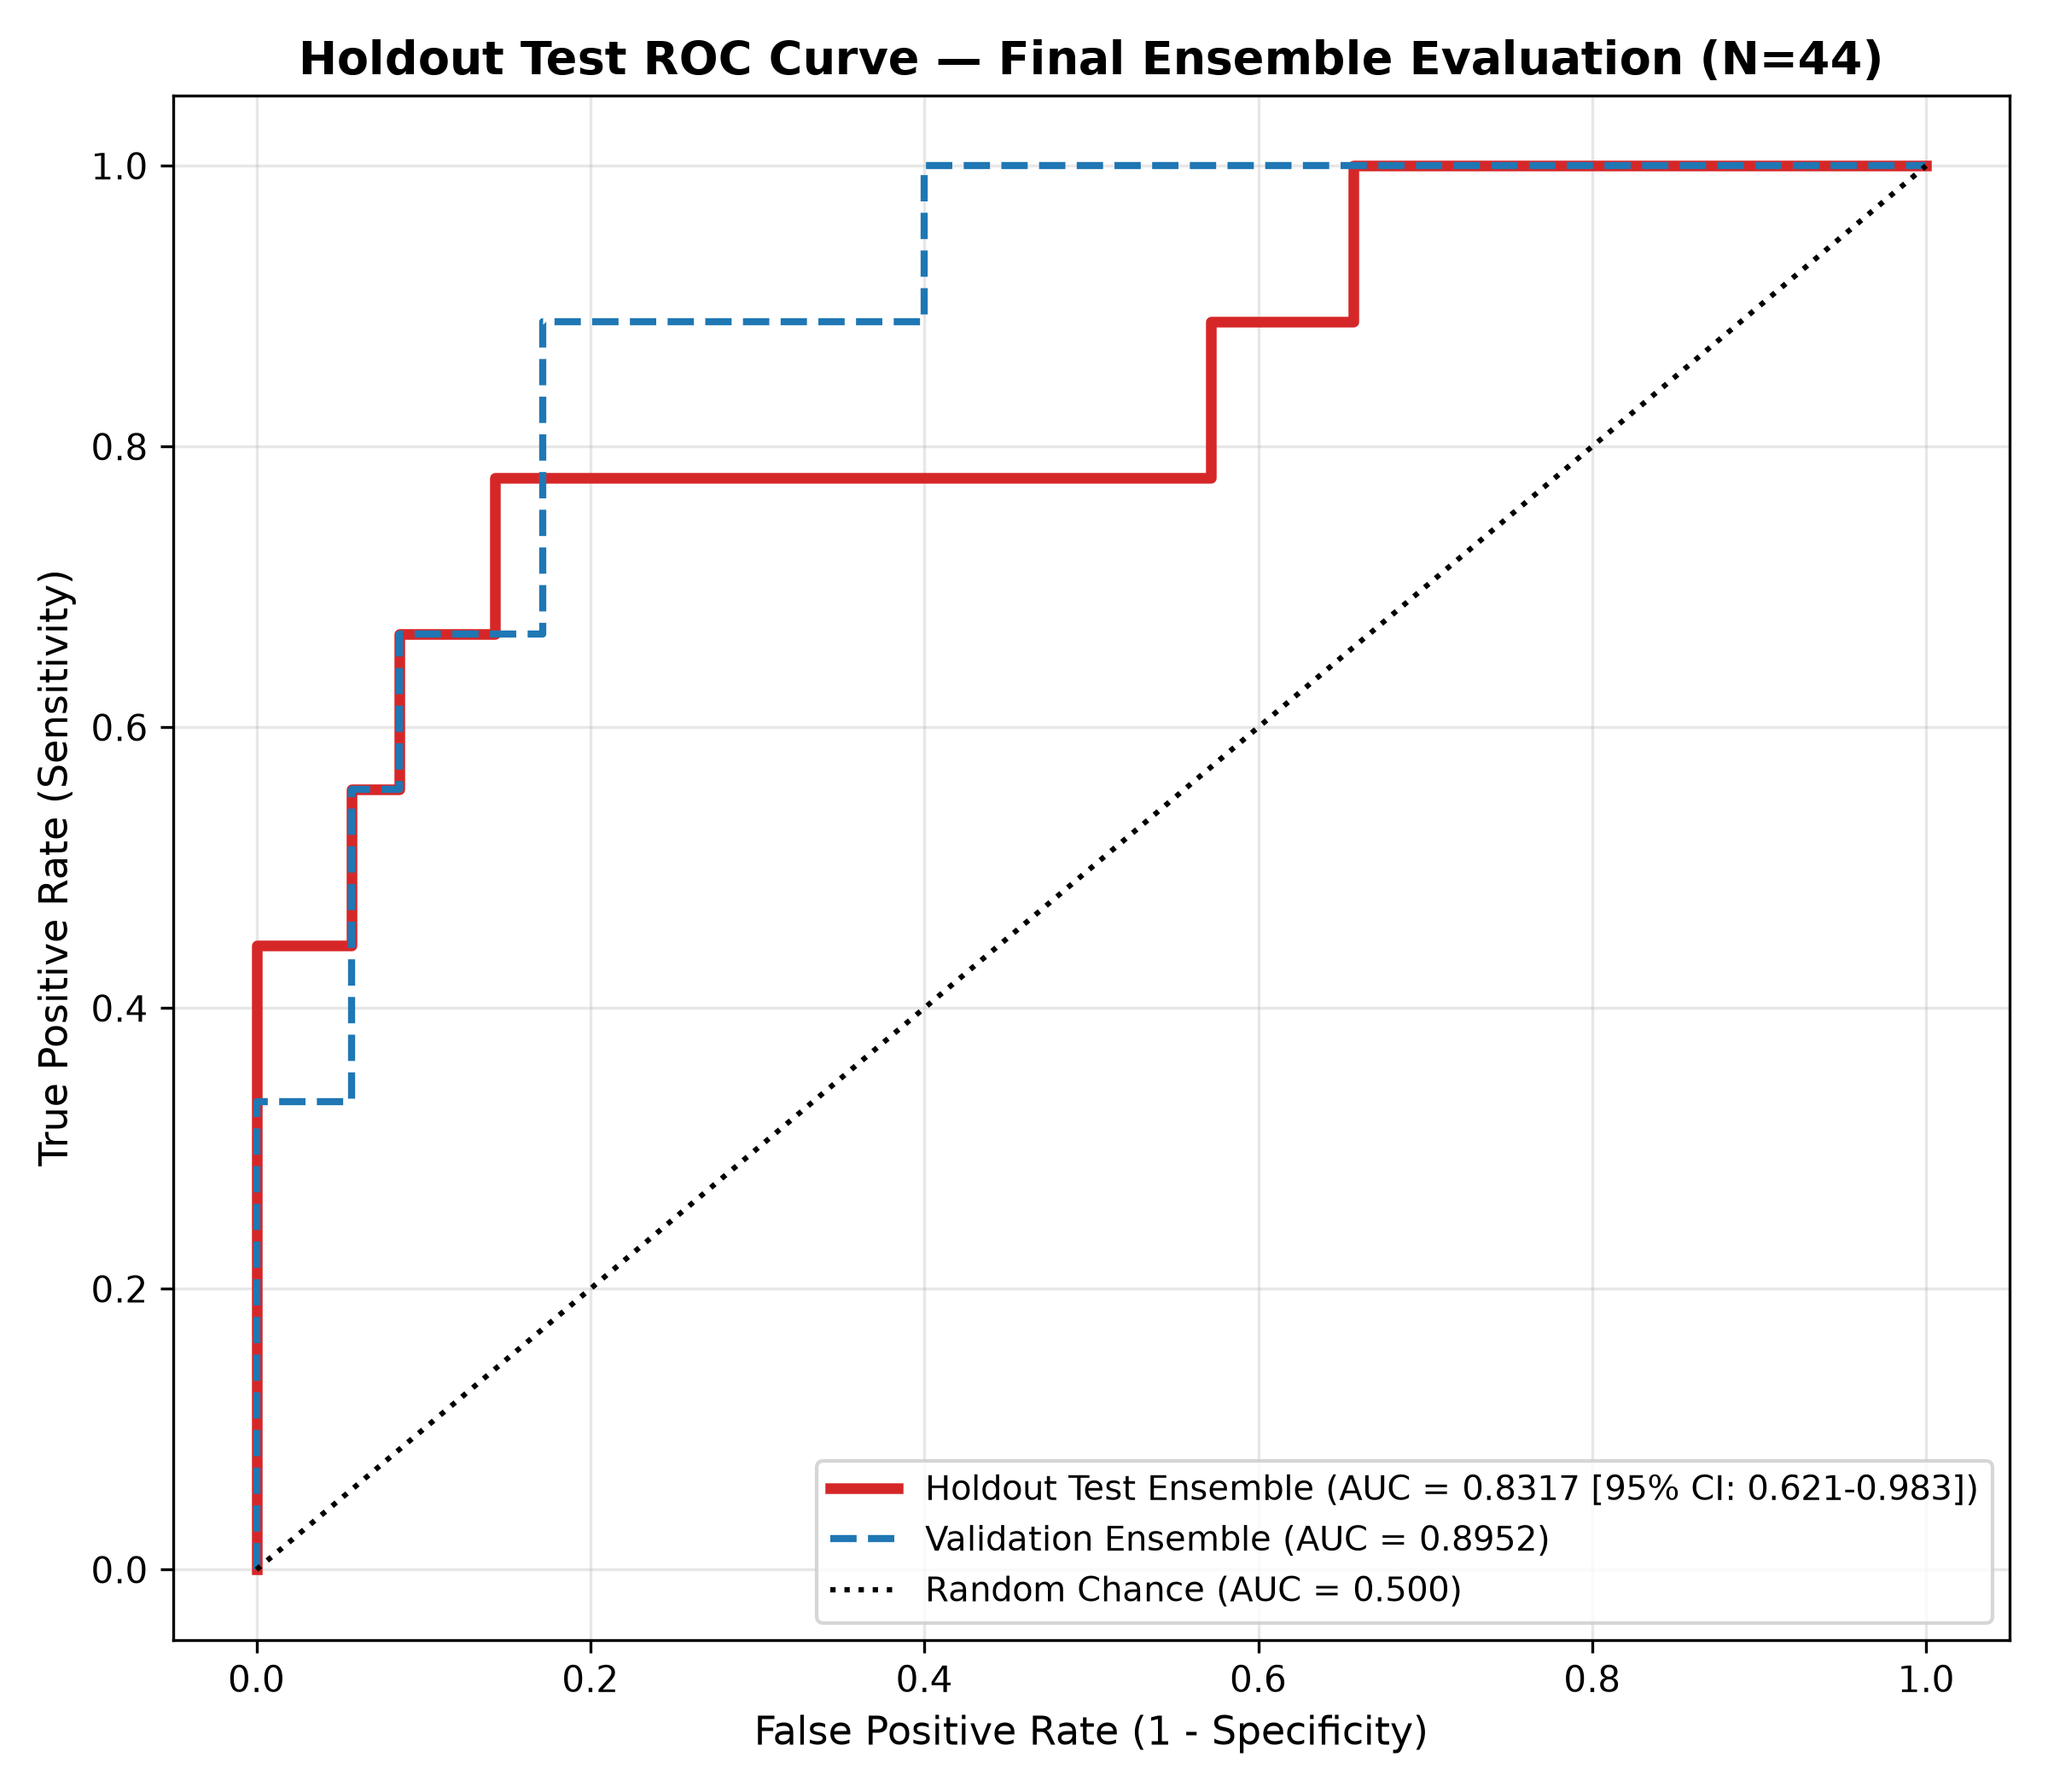 Holdout Test ROC Curve — Final Ensemble Evaluation (N=44)
True Positive Rate (Sensitivity)
1.0
0.8
0.6
0.4
0.2
0.0
Holdout Test Ensemble (AUC = 0.8317 [95% CI: 0.621-0.983])
Validation Ensemble (AUC = 0.8952)
Random Chance (AUC = 0.500)
0.0 0.2 0.4 0.6 0.8 1.0
False Positive Rate (1 - Specificity)